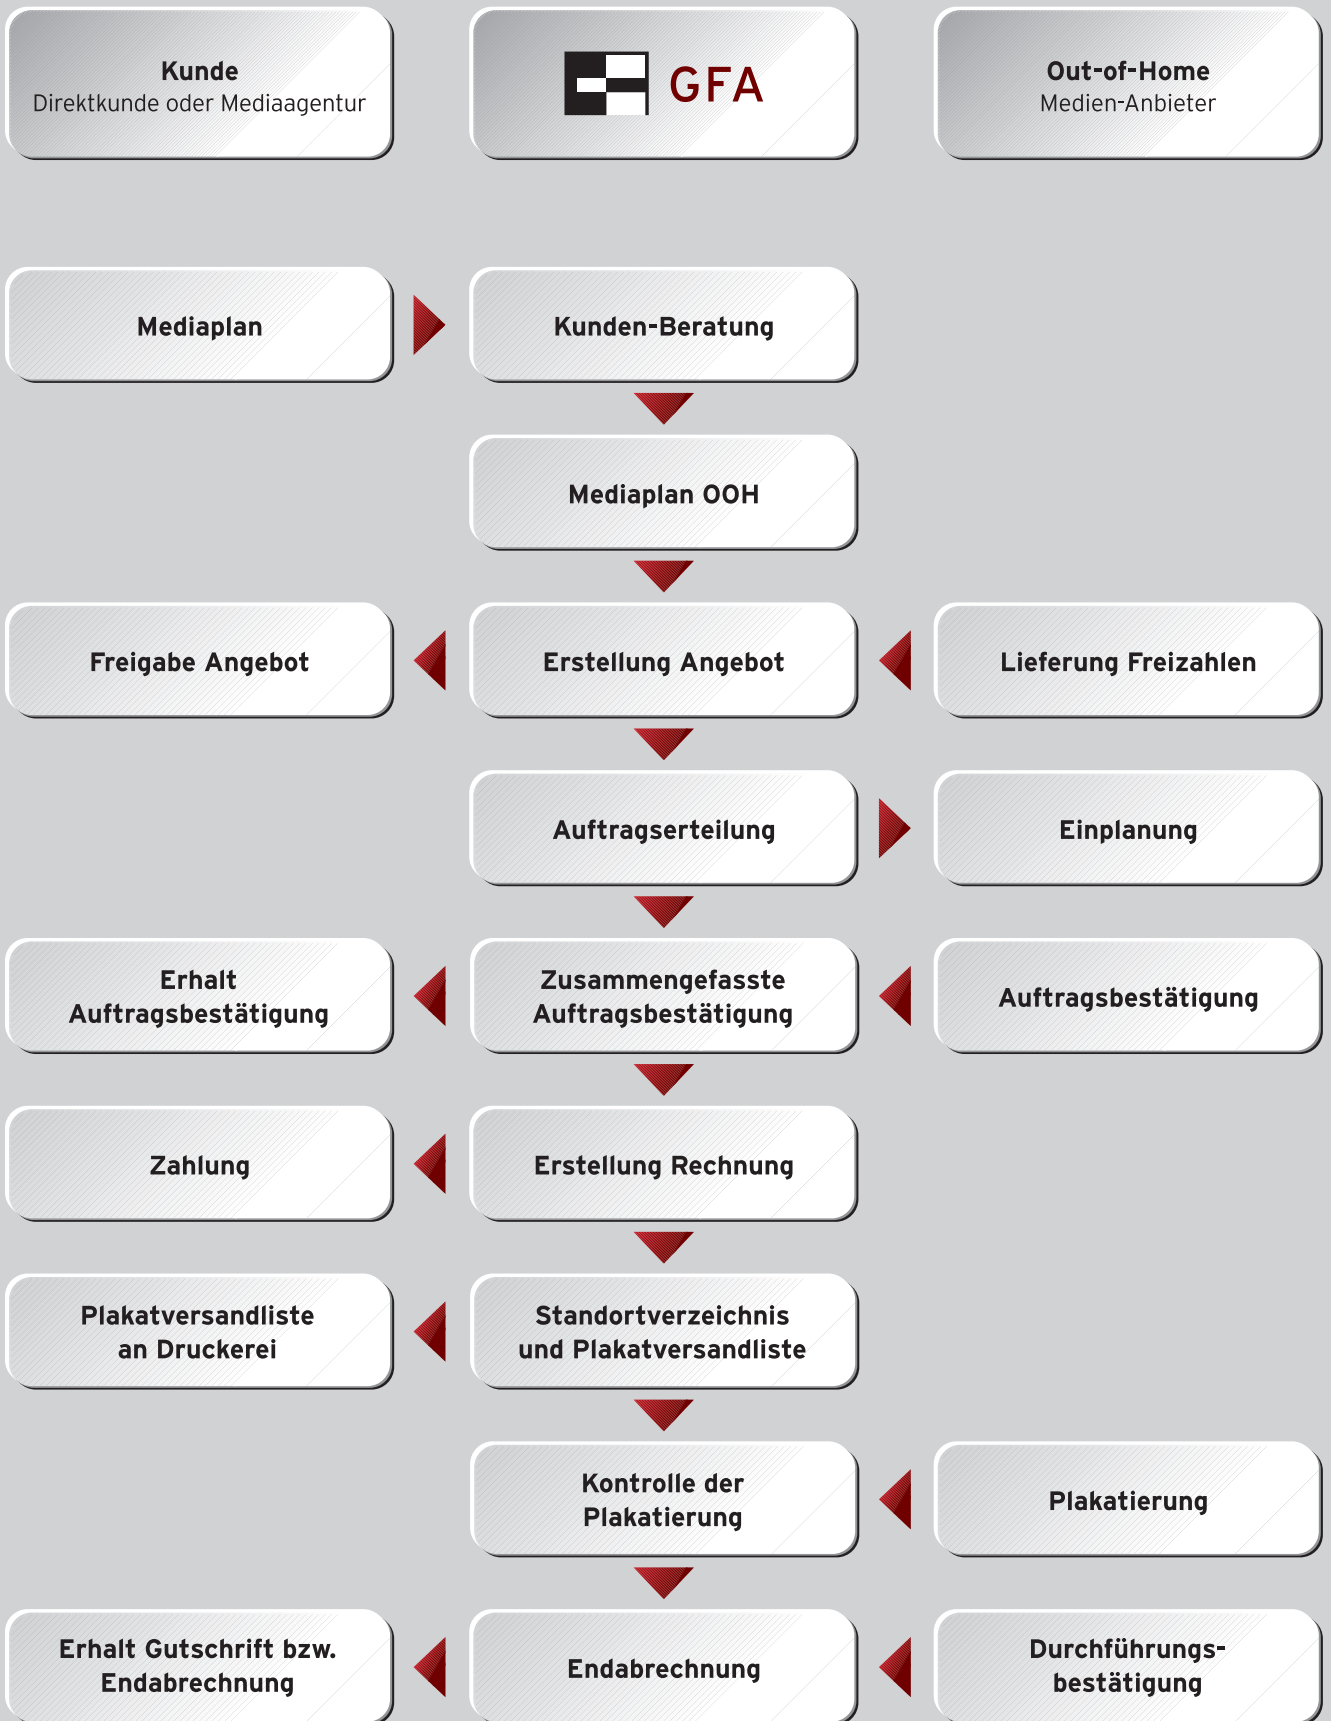 Kunde
Direktkunde oder Mediaagentur
GFA
Out-of-Home
Medien-Anbieter
Mediaplan
Kunden-Beratung
Mediaplan OOH
Freigabe Angebot
Erstellung Angebot
Lieferung Freizahlen
Auftragserteilung
Einplanung
Erhalt
Auftragsbestätigung
Zusammengefasste
Auftragsbestätigung
Auftragsbestätigung
Zahlung
Erstellung Rechnung
Plakatversandliste
an Druckerei
Standortverzeichnis
und Plakatversandliste
Kontrolle der
Plakatierung
Plakatierung
Erhalt Gutschrift bzw.
Endabrechnung
Endabrechnung
Durchführungs-
bestätigung